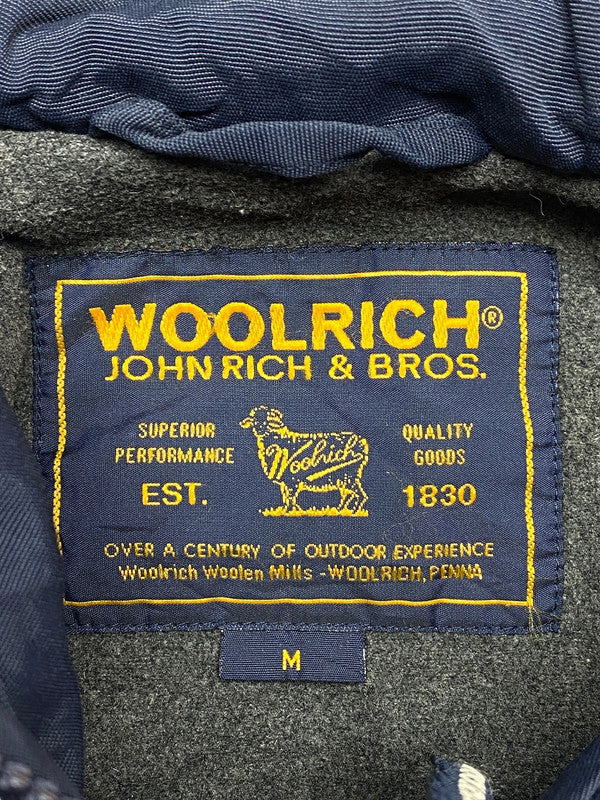 WOOLRICH®
JOHN RICH & BROS.
SUPERIOR PERFORMANCE
Woolrich
QUALITY GOODS
EST. 1830
OVER A CENTURY OF OUTDOOR EXPERIENCE
Woolrich Woolen Mills - WOOLRICH, PENNA
M